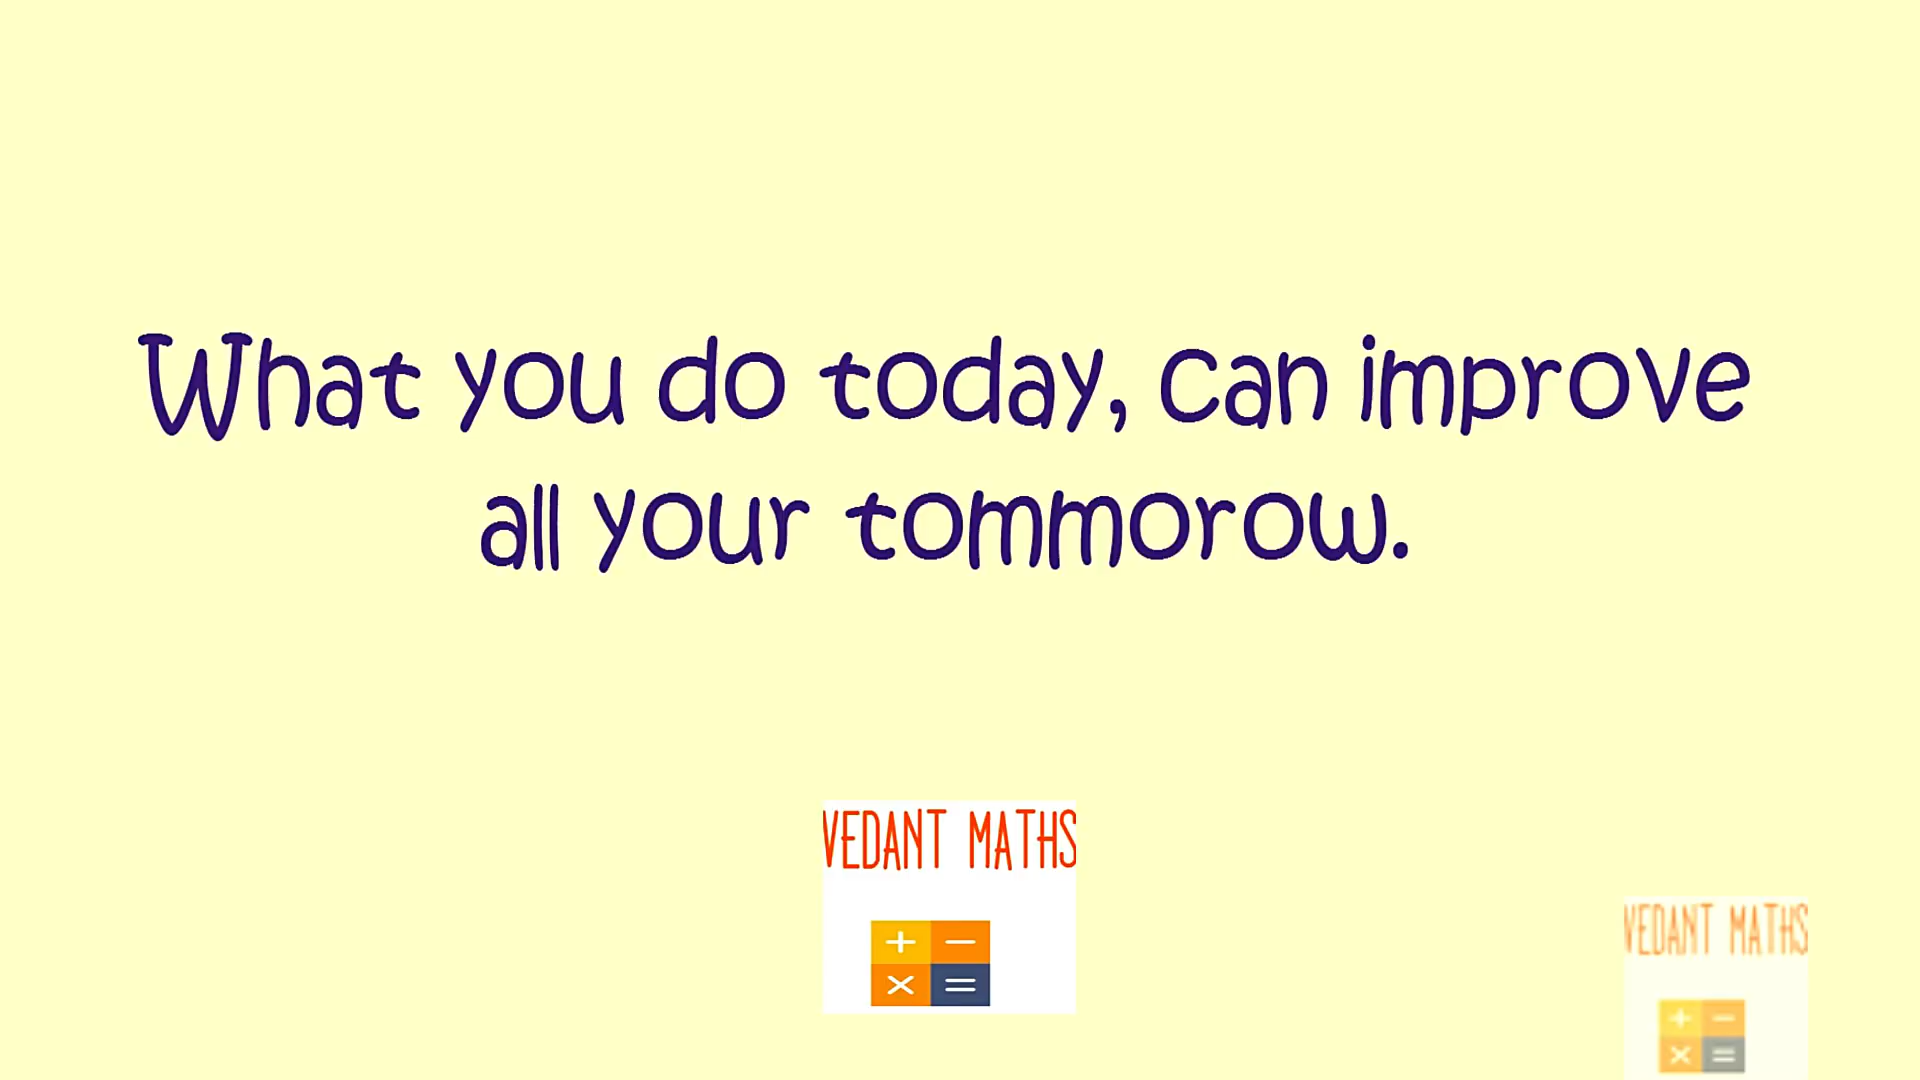 What you do today, can improve
all your tommorow.
VEDANT MATHS
+ −
× =
VEDANT MATHS
+ −
× =